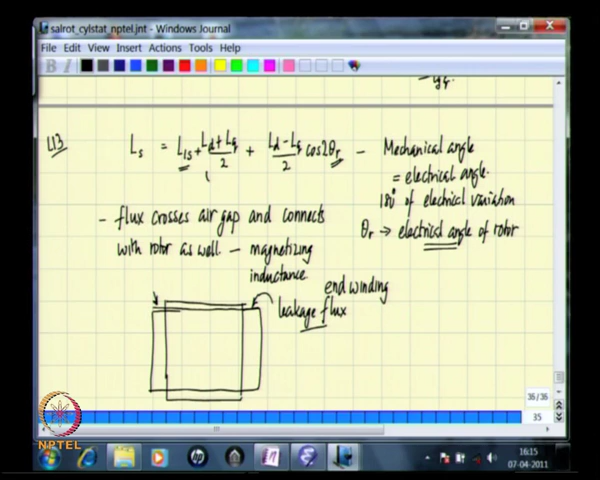 salrot_cylstat_nptel.jnt - Windows Journal
File Edit View Insert Actions Tools Help
B I
L13
Ls = Lls + (Ld + Lq)/2 + (Ld - Lq)/2 cos2θr - Mechanical angle
= electrical angle.
180° of electrical variation
- flux crosses air gap and connects
θr → electrical angle of rotor
with rotor as well - magnetizing
inductance
end winding
leakage flux
36/36
35
NPTEL
16:15
07-04-2011